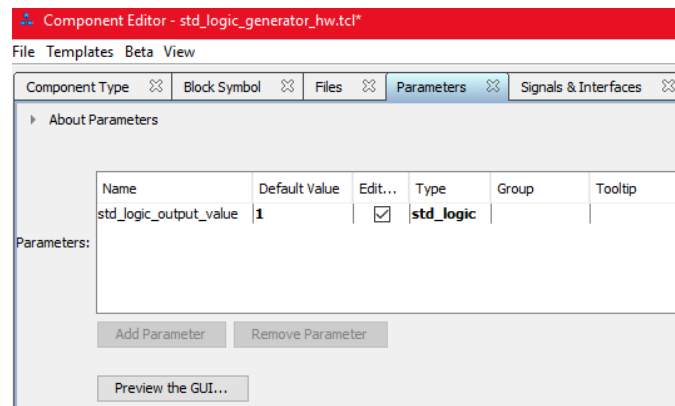 Component Editor - std_logic_generator_hw.tcl*
File Templates Beta View
Component Type Block Symbol Files Parameters Signals & Interfaces
About Parameters
Name Default Value Edit... Type Group Tooltip
std_logic_output_value 1 std_logic
Parameters:
Add Parameter Remove Parameter
Preview the GUI...